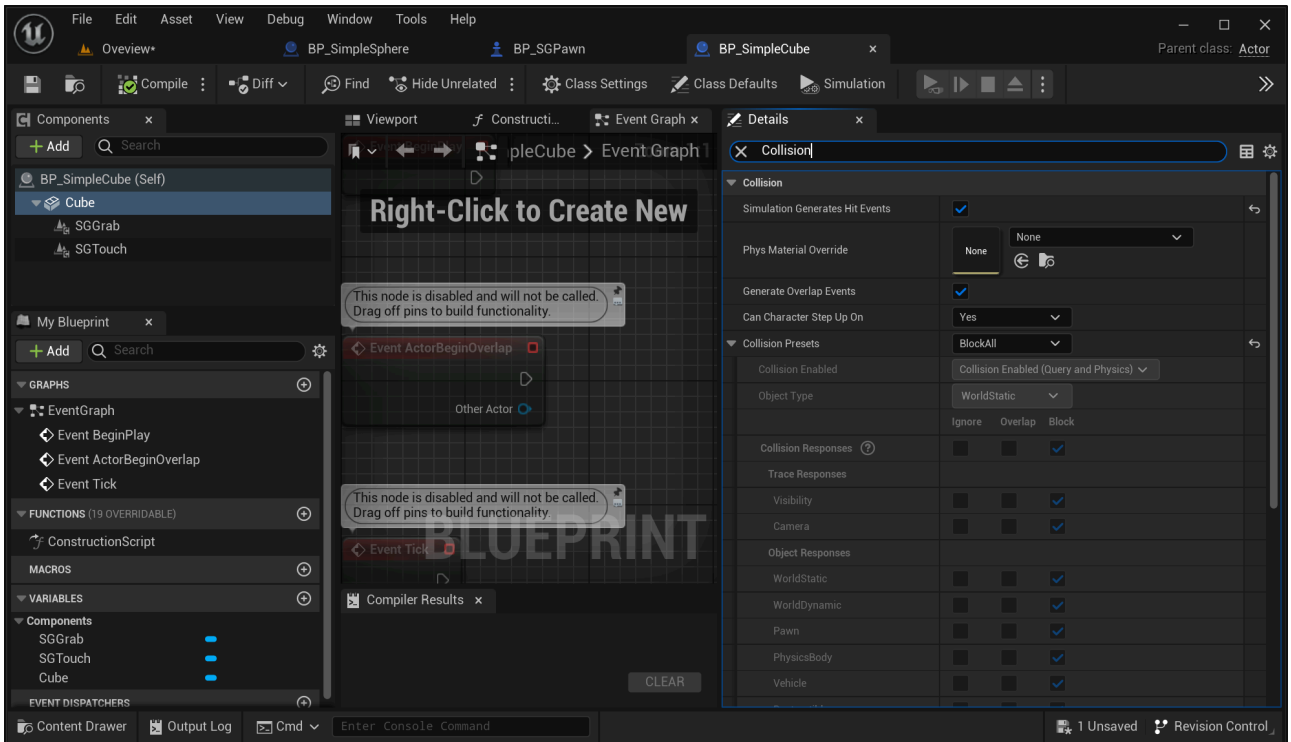 File Edit Asset View Debug Window Tools Help
Oveview*
BP_SimpleSphere
BP_SGPawn
BP_SimpleCube
Parent class: Actor
Compile
Diff
Find
Hide Unrelated
Class Settings
Class Defaults
Simulation
Components
+ Add
Search
BP_SimpleCube (Self)
Cube
SGGrab
SGTouch
My Blueprint
+ Add
Search
GRAPHS
EventGraph
Event BeginPlay
Event ActorBeginOverlap
Event Tick
FUNCTIONS (19 OVERRIDABLE)
ConstructionScript
MACROS
VARIABLES
Components
SGGrab
SGTouch
Cube
EVENT DISPATCHERS
Viewport
Constructi...
Event Graph
pleCube > Event Graph
Right-Click to Create New
This node is disabled and will not be called.
Drag off pins to build functionality.
Event ActorBeginOverlap
Other Actor
This node is disabled and will not be called.
Drag off pins to build functionality.
BLUEPRINT
Event Tick
Compiler Results
CLEAR
Details
Collision
Collision
Simulation Generates Hit Events
Phys Material Override
None
None
Generate Overlap Events
Can Character Step Up On
Yes
Collision Presets
BlockAll
Collision Enabled
Collision Enabled (Query and Physics)
Object Type
WorldStatic
Ignore Overlap Block
Collision Responses
Trace Responses
Visibility
Camera
Object Responses
WorldStatic
WorldDynamic
Pawn
PhysicsBody
Vehicle
Content Drawer
Output Log
Cmd
Enter Console Command
1 Unsaved
Revision Control